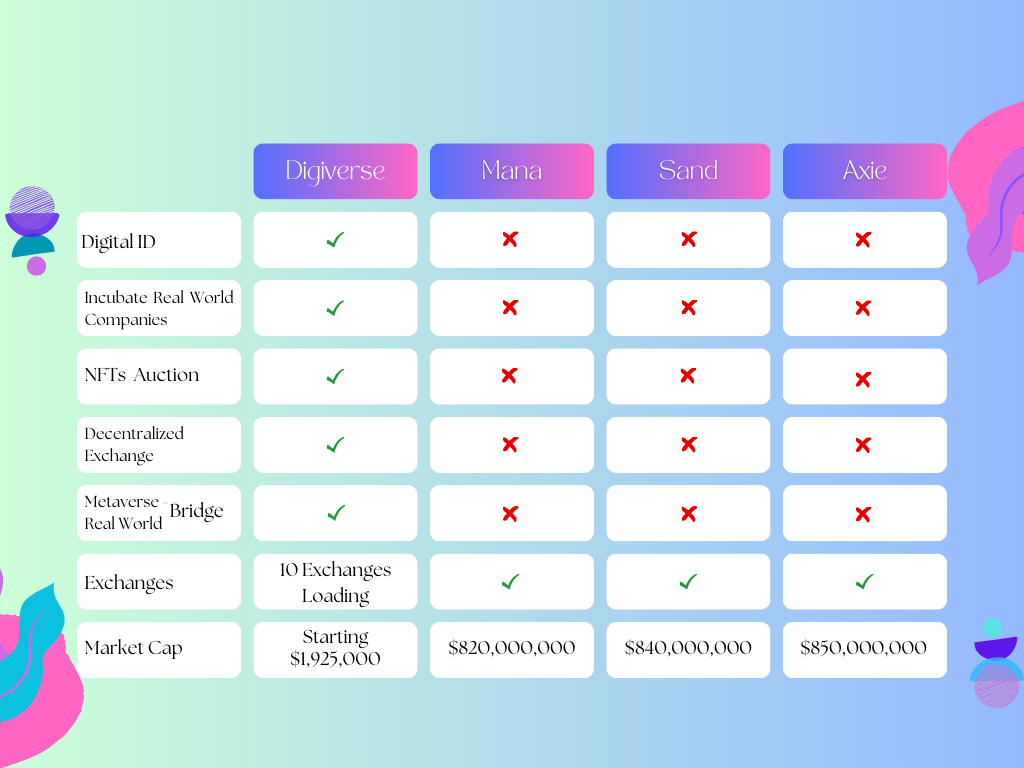 Digiverse Mana Sand Axie
Digital ID
Incubate Real World
Companies
NFTs Auction
Decentralized
Exchange
Metaverse - -
Real World Bridge
Exchanges 10 Exchanges
Loading
Market Cap Starting
$1,925,000 $820,000,000 $840,000,000 $850,000,000